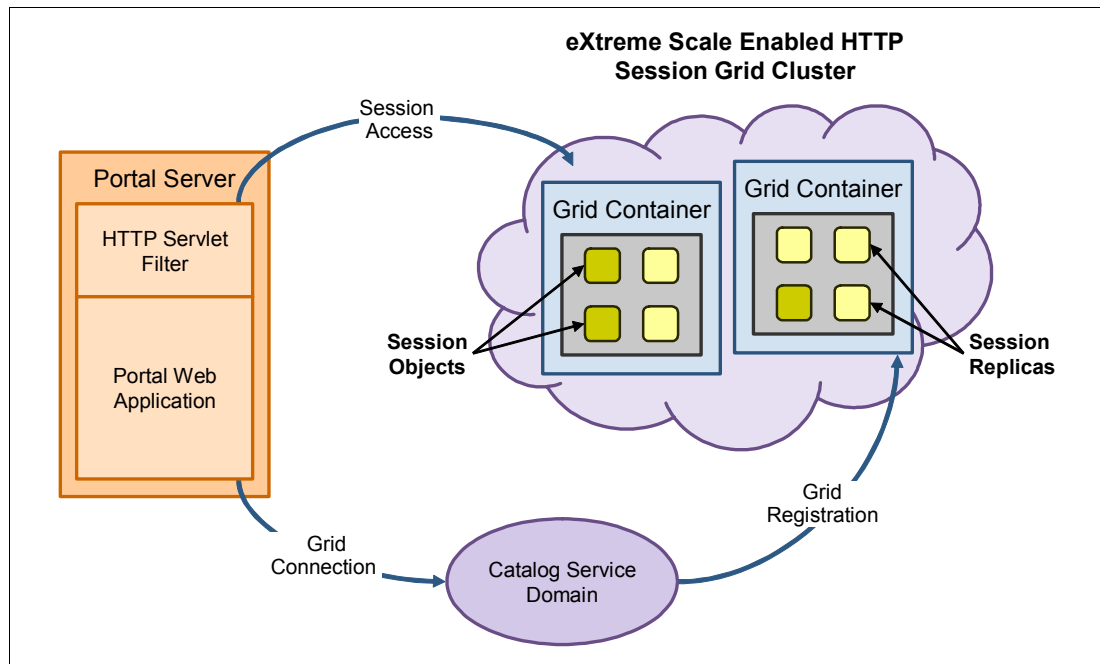 eXtreme Scale Enabled HTTP
Session Grid Cluster
Session
Access
Portal Server
HTTP Servlet
Filter
Portal Web
Application
Grid Container
Grid Container
Session
Objects
Session
Replicas
Grid
Connection
Catalog Service
Domain
Grid
Registration